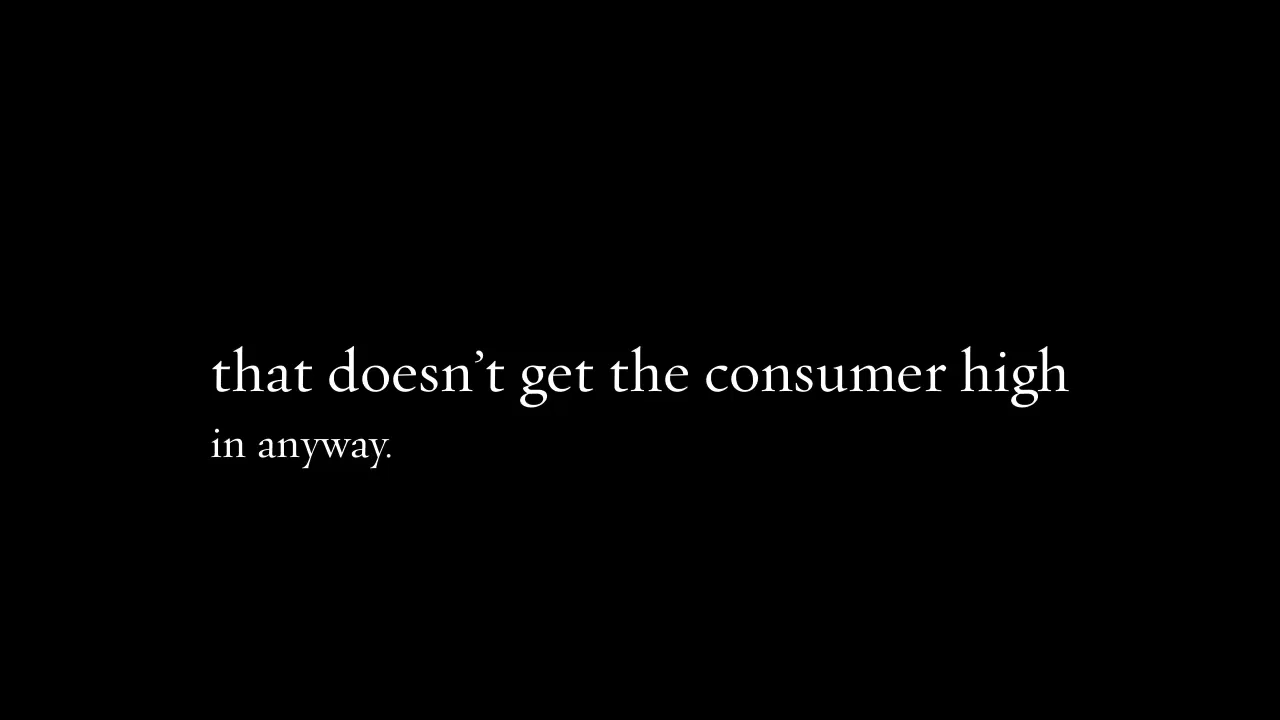 that doesn’t get the consumer high
in anyway.